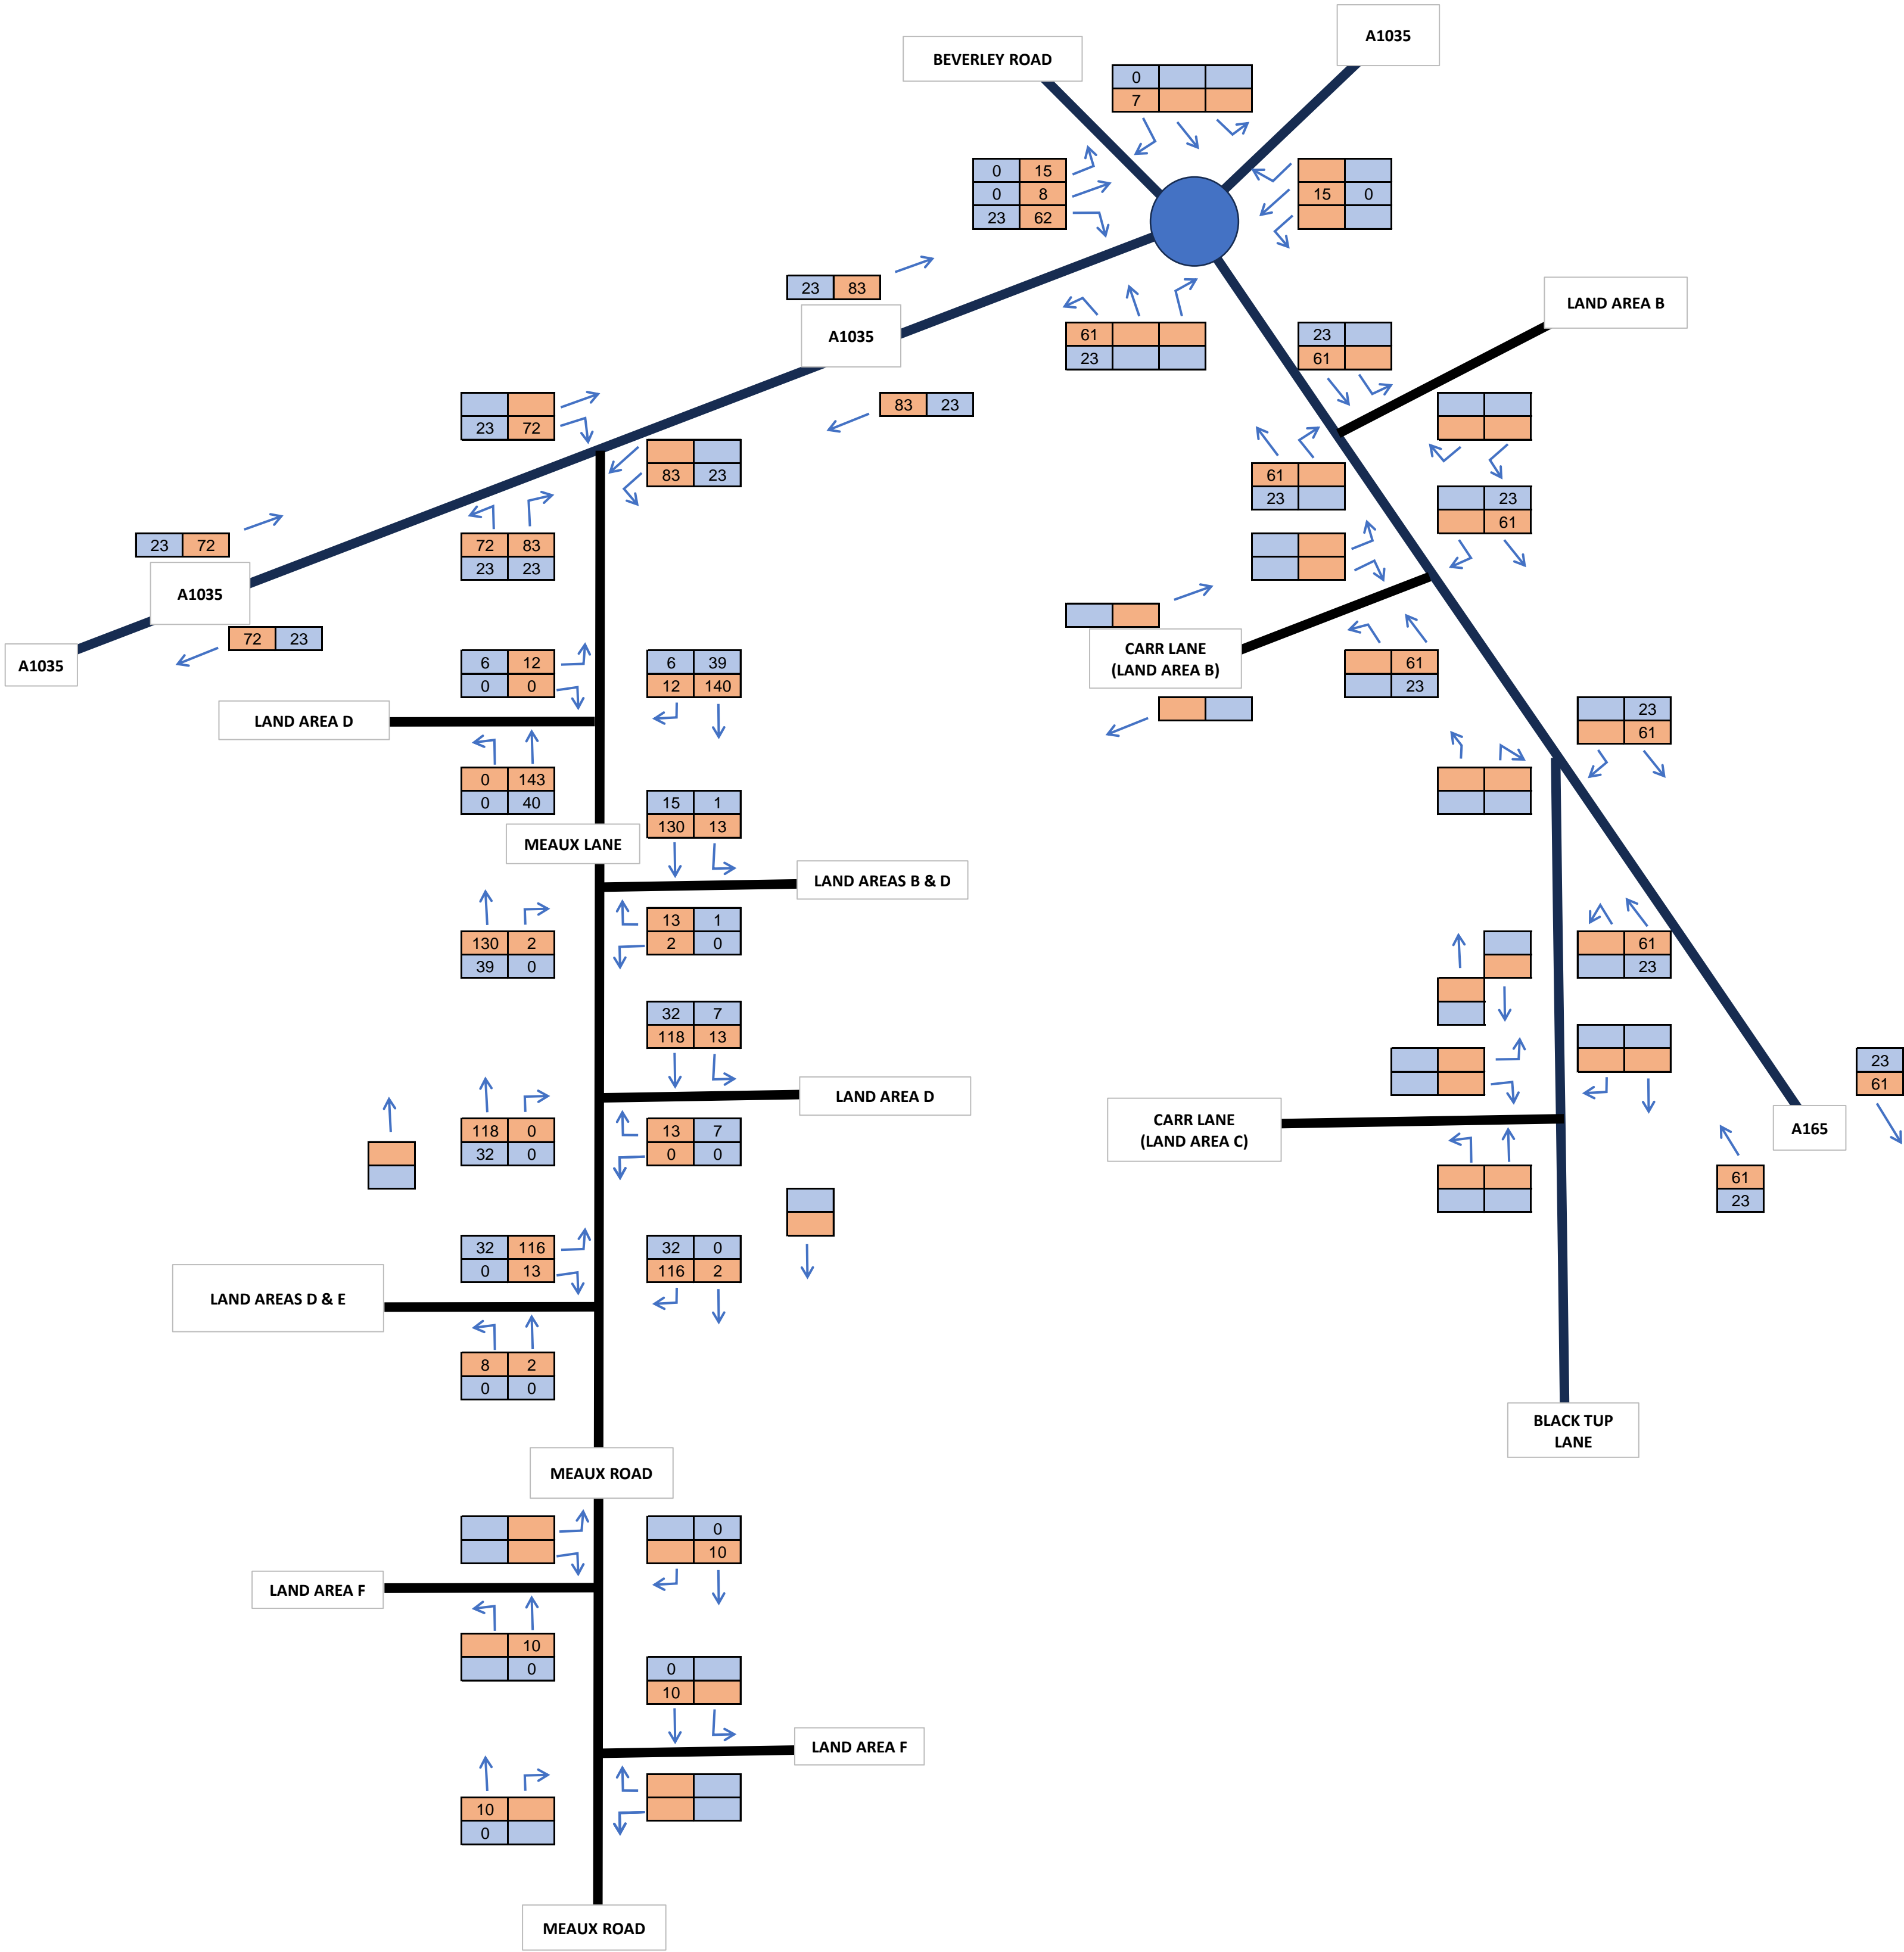 A1035
BEVERLEY ROAD
0
7
0 15
0 8
23 62
15 0
23 83
A1035
LAND AREA B
61
23
23
61
83 23
23 72
83 23
61
23
23
61
72 83
23 23
23 72
A1035
72 23
A1035
CARR LANE
(LAND AREA B)
61
23
6 12
0 0
6 39
12 140
LAND AREA D
23
61
0 143
0 40
15 1
130 13
MEAUX LANE
LAND AREAS B & D
13 1
2 0
130 2
39 0
61
23
32 7
118 13
23
61
LAND AREA D
CARR LANE
(LAND AREA C)
A165
118 0
32 0
13 7
0 0
61
23
32 116
0 13
32 0
116 2
LAND AREAS D & E
8 2
0 0
BLACK TUP
LANE
MEAUX ROAD
0
10
LAND AREA F
10
0
0
10
LAND AREA F
10
0
MEAUX ROAD